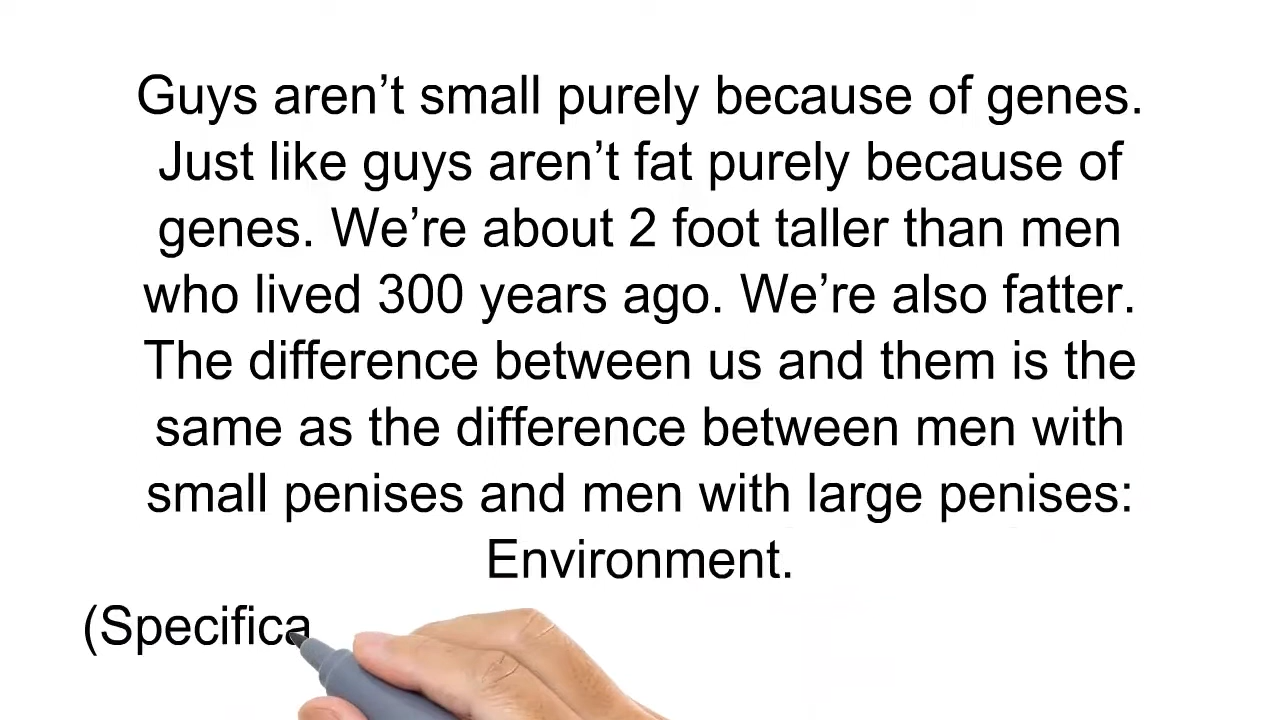 Guys aren’t small purely because of genes.
Just like guys aren’t fat purely because of
genes. We’re about 2 foot taller than men
who lived 300 years ago. We’re also fatter.
The difference between us and them is the
same as the difference between men with
small penises and men with large penises:
Environment.
(Specifica